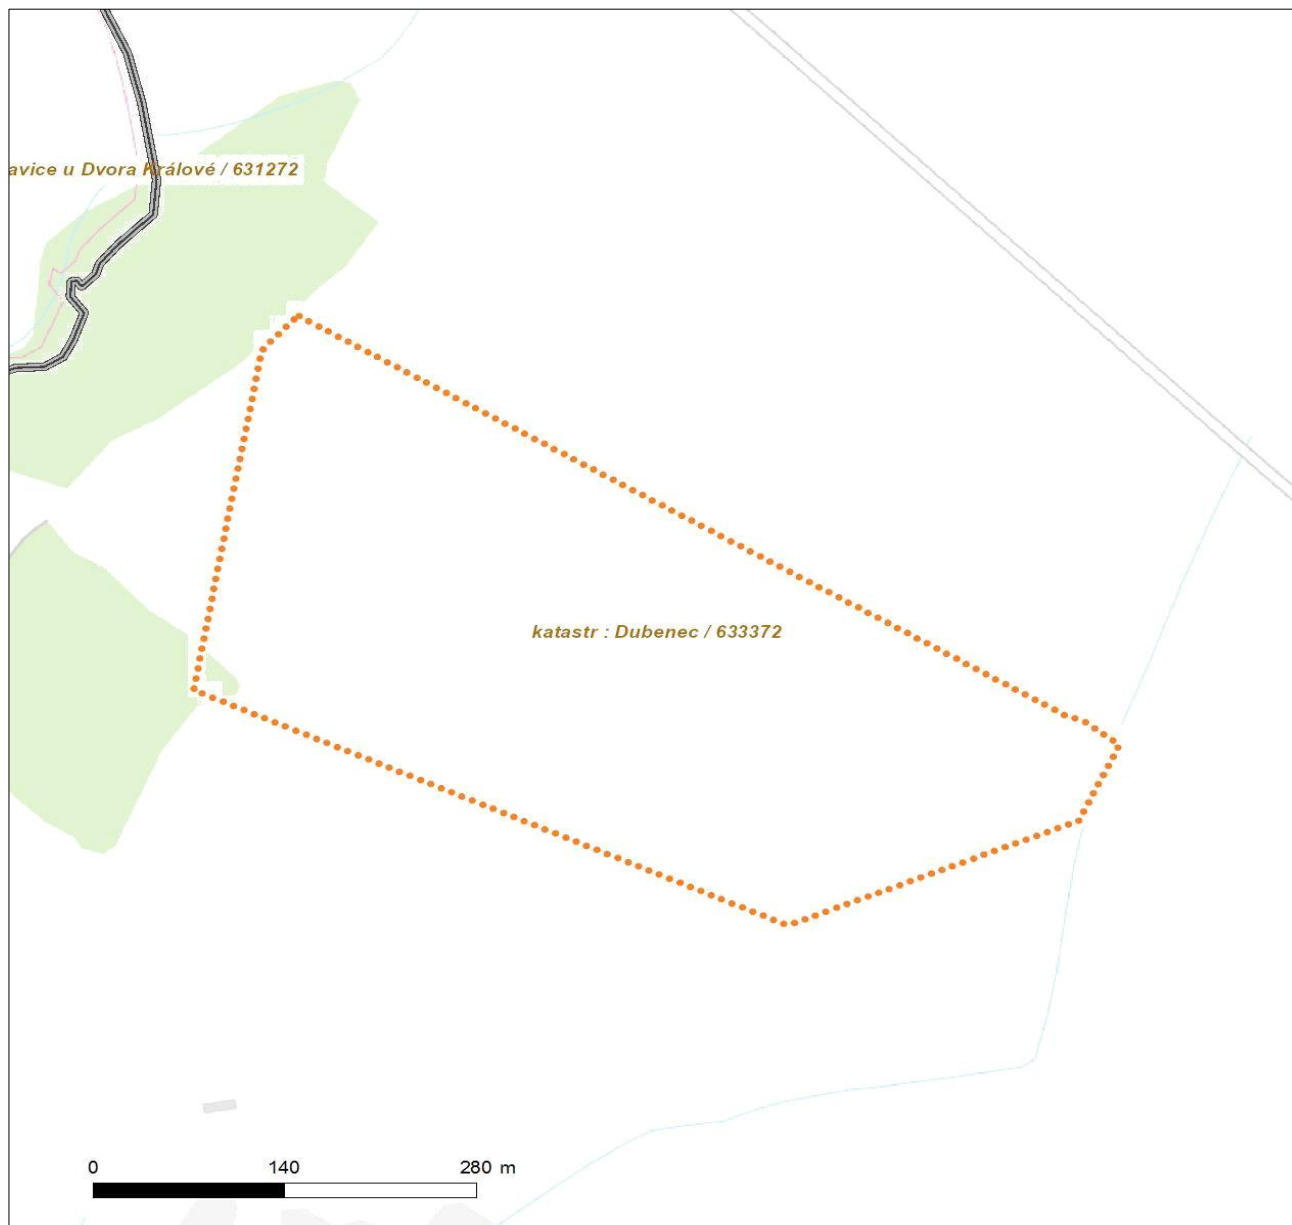 avice u Dvora Králové / 631272
katastr : Dubenec / 633372
0 140 280 m